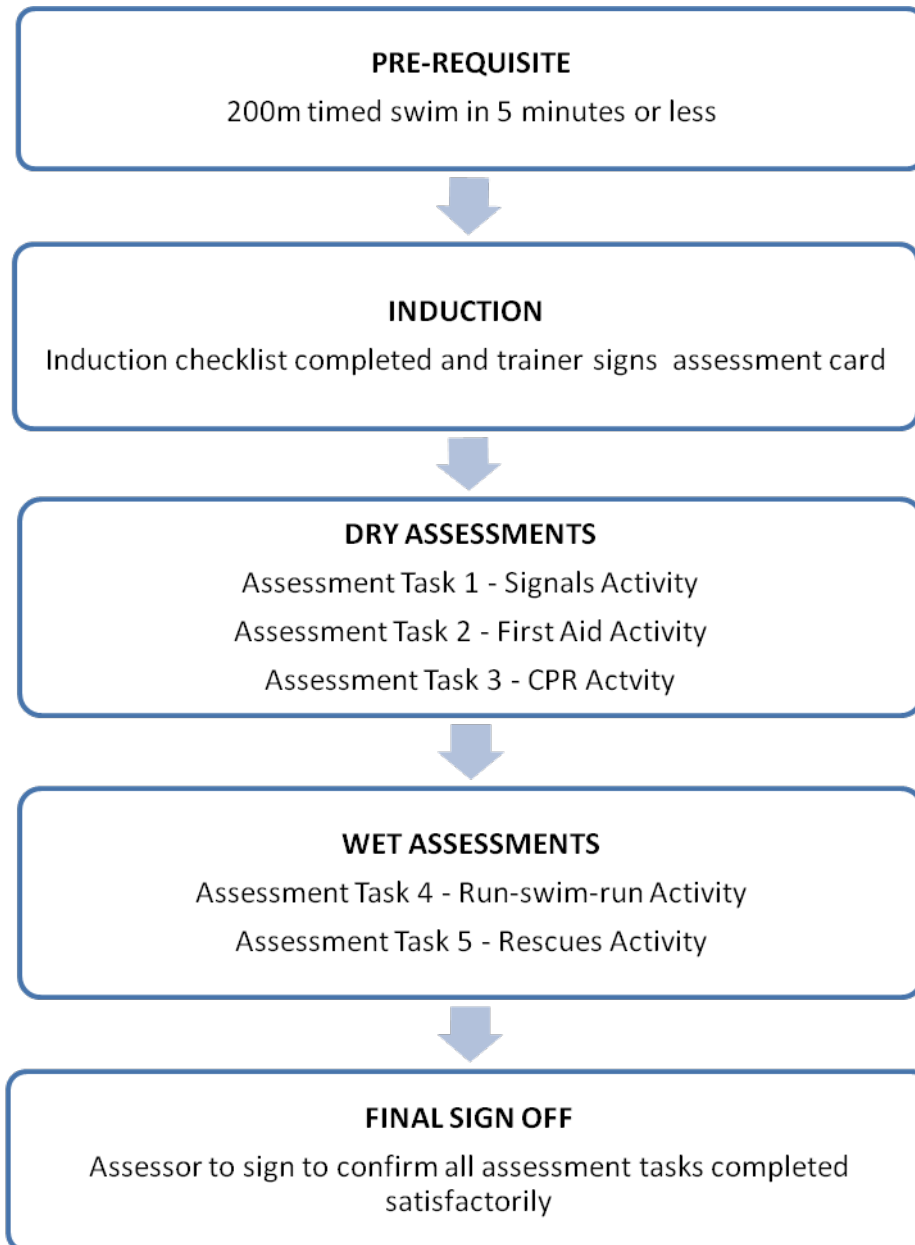 PRE-REQUISITE
200m timed swim in 5 minutes or less
INDUCTION
Induction checklist completed and trainer signs assessment card
DRY ASSESSMENTS
Assessment Task 1 - Signals Activity
Assessment Task 2 - First Aid Activity
Assessment Task 3 - CPR Actvity
WET ASSESSMENTS
Assessment Task 4 - Run-swim-run Activity
Assessment Task 5 - Rescues Activity
FINAL SIGN OFF
Assessor to sign to confirm all assessment tasks completed
satisfactorily